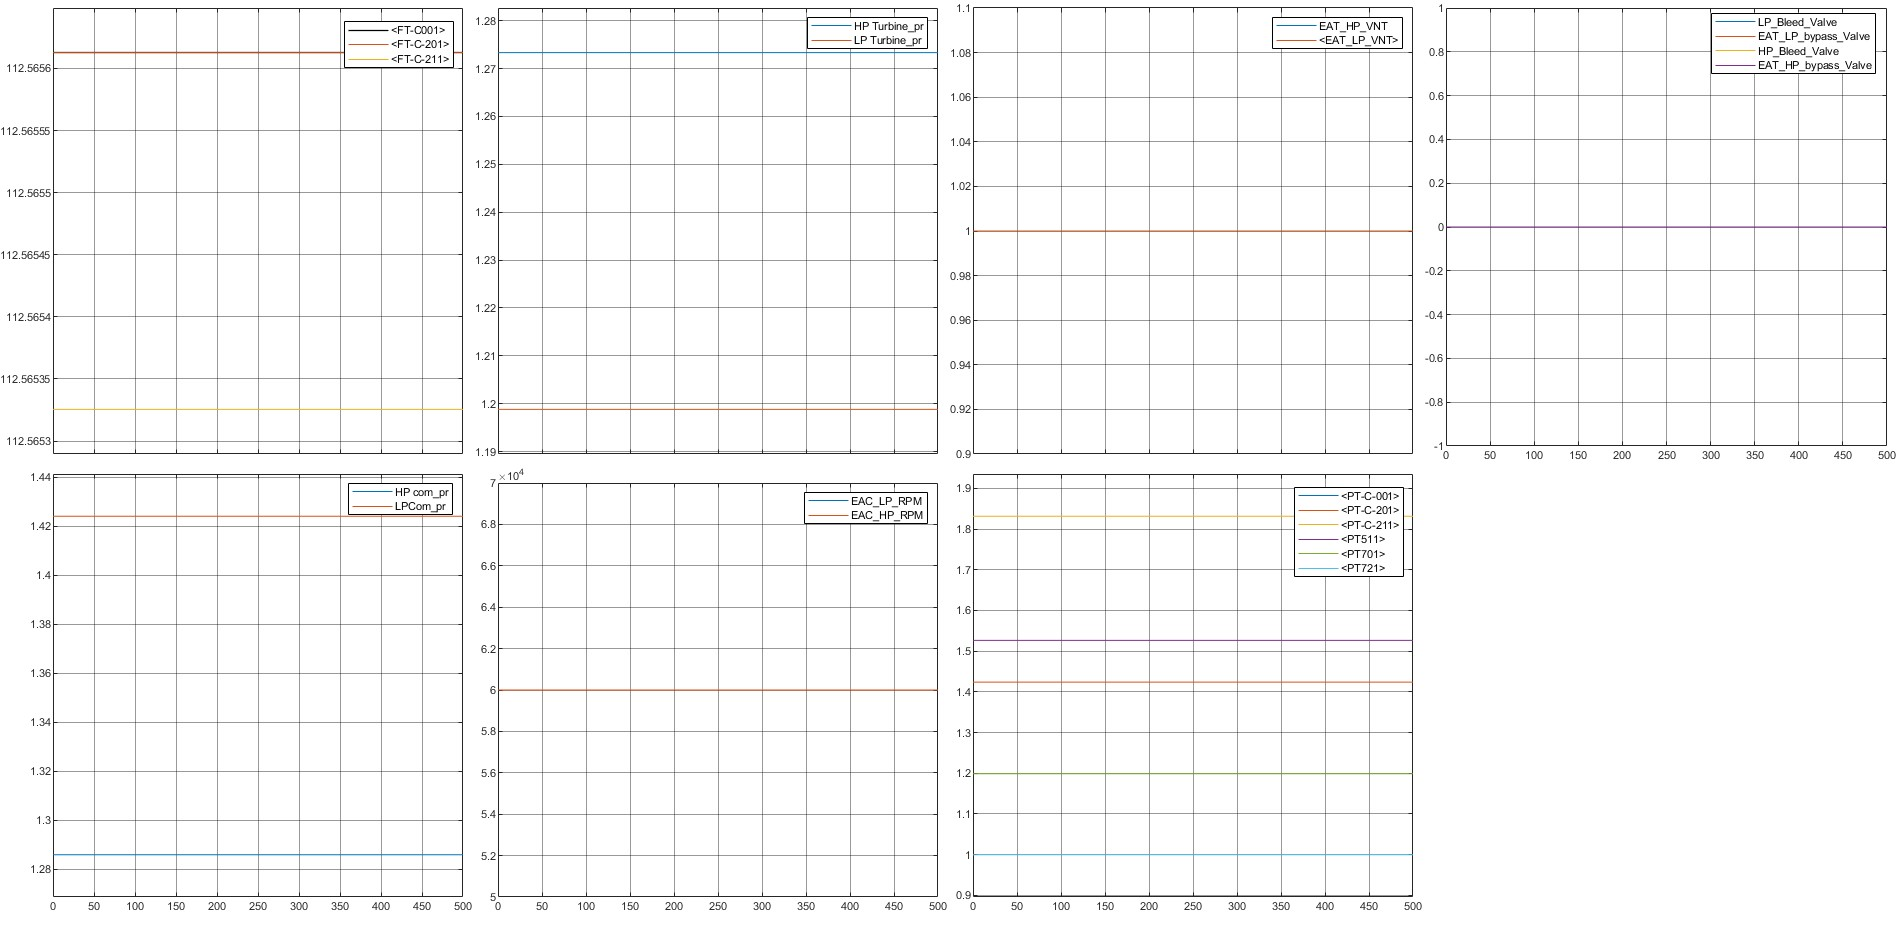 <FT-C001>
<FT-C-201>
<FT-C-211>
112.5656
112.56555
112.5655
112.56545
112.5654
112.56535
112.5653
HP Turbine_pr
LP Turbine_pr
1.28
1.27
1.26
1.25
1.24
1.23
1.22
1.21
1.2
1.19
EAT_HP_VNT
<EAT_LP_VNT>
1.1
1.08
1.06
1.04
1.02
1
0.98
0.96
0.94
0.92
0.9
LP_Bleed_Valve
EAT_LP_bypass_Valve
HP_Bleed_Valve
EAT_HP_bypass_Valve
1
0.8
0.6
0.4
0.2
0
-0.2
-0.4
-0.6
-0.8
-1
0 50 100 150 200 250 300 350 400 450 500
HP com_pr
LPCom_pr
1.44
1.42
1.4
1.38
1.36
1.34
1.32
1.3
1.28
0 50 100 150 200 250 300 350 400 450 500
×10^4
EAC_LP_RPM
EAC_HP_RPM
7
6.8
6.6
6.4
6.2
6
5.8
5.6
5.4
5.2
5
0 50 100 150 200 250 300 350 400 450 500
<PT-C-001>
<PT-C-201>
<PT-C-211>
<PT511>
<PT701>
<PT721>
1.9
1.8
1.7
1.6
1.5
1.4
1.3
1.2
1.1
1
0.9
0 50 100 150 200 250 300 350 400 450 500